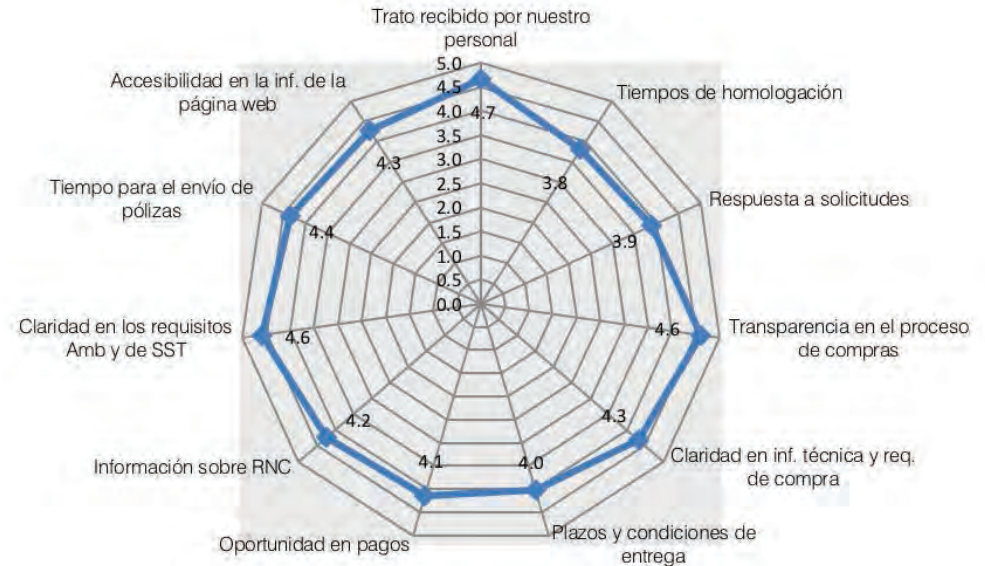 Trato recibido por nuestro
personal
5.0
4.5
4.0
3.5
3.0
2.5
2.0
1.5
1.0
0.5
0.0
4.7
Tiempos de homologación
3.8
Respuesta a solicitudes
3.9
Transparencia en el proceso
de compras
4.6
Claridad en inf. técnica y req.
de compra
4.3
Plazos y condiciones de
entrega
4.0
Oportunidad en pagos
4.1
Información sobre RNC
4.2
Claridad en los requisitos
Amb y de SST
4.6
Tiempo para el envío de
pólizas
4.4
Accesibilidad en la inf. de la
página web
4.3